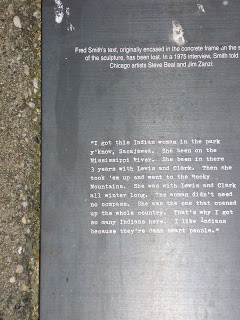 Fred Smith's text, originally encased in the concrete frame on the s
of the sculpture, has been lost. In a 1975 interview, Smith told
Chicago artists Steve Beal and Jim Zanzi:
"I got this Indian woman in the park
y'know, Sacajawea. She been on the
Mississippi River. She been in there
3 years with Lewis and Clark. Then she
took 'em up and went to the Rocky
Mountains. She was with Lewis and Clark
all winter long. The woman didn't need
no compass. She was the one that opened
up the whole country. That's why I got
so many Indians here. I like Indians
because they're damn smart people."